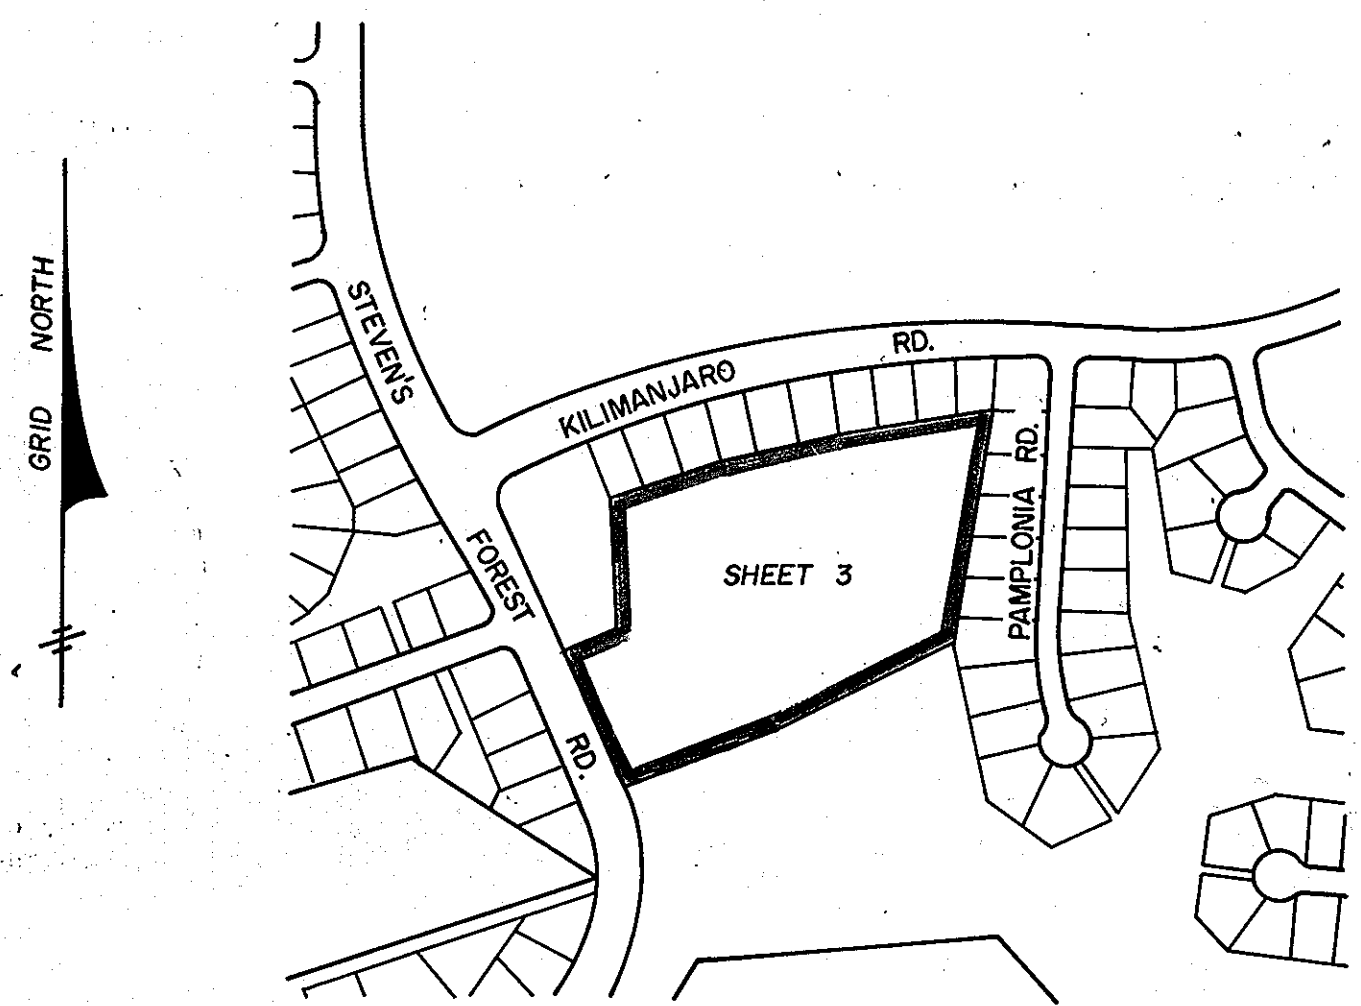 GRID NORTH
STEVEN'S FOREST RD.
KILIMANJARO RD.
PAMPLONIA RD.
SHEET 3